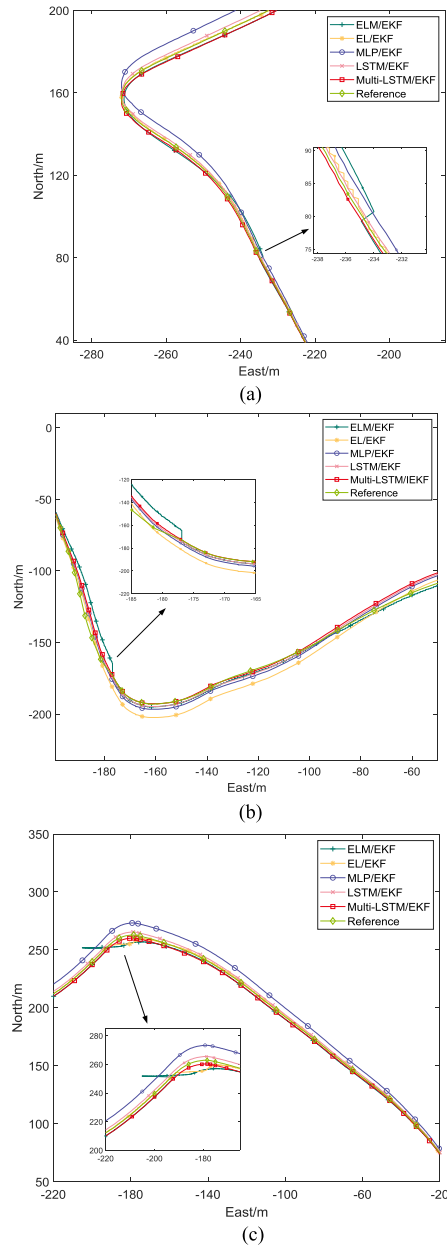 200
160
120
80
40
North/m
-280
-260
-240
-220
-200
East/m
ELM/EKF
EL/EKF
MLP/EKF
LSTM/EKF
Multi-LSTM/EKF
Reference
90
85
80
75
-238
-236
-234
-232
(a)
0
-50
-100
-150
-200
North/m
-180
-160
-140
-120
-100
-80
-60
East/m
ELM/EKF
EL/EKF
MLP/EKF
LSTM/EKF
Multi-LSTM/IEKF
Reference
-120
-140
-160
-180
-200
-220
-185
-180
-175
-170
-165
(b)
350
300
250
200
150
100
50
North/m
-220
-180
-140
-100
-60
-20
East/m
ELM/EKF
EL/EKF
MLP/EKF
LSTM/EKF
Multi-LSTM/EKF
Reference
280
260
240
220
200
-220
-200
-180
(c)